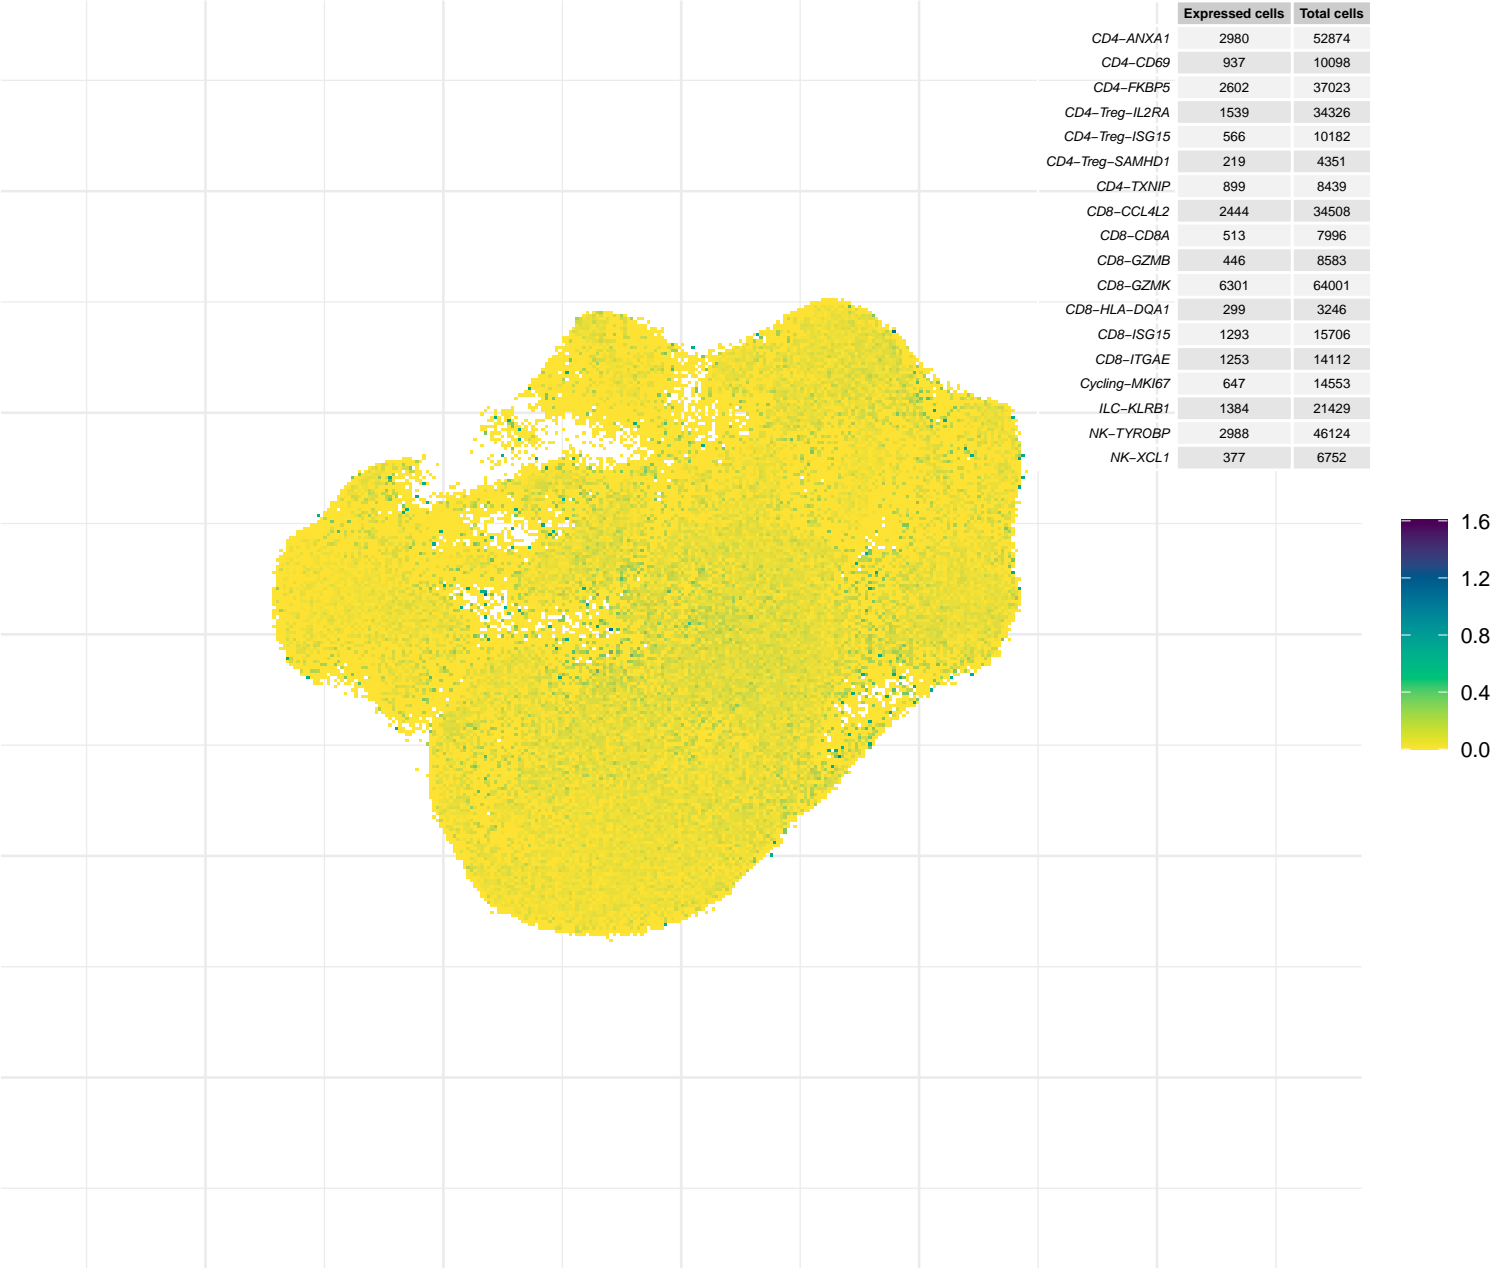 Expressed cells Total cells
CD4−ANXA1 2980 52874
CD4−CD69 937 10098
CD4−FKBP5 2602 37023
CD4−Treg−IL2RA 1539 34326
CD4−Treg−ISG15 566 10182
CD4−Treg−SAMHD1 219 4351
CD4−TXNIP 899 8439
CD8−CCL4L2 2444 34508
CD8−CD8A 513 7996
CD8−GZMB 446 8583
CD8−GZMK 6301 64001
CD8−HLA−DQA1 299 3246
CD8−ISG15 1293 15706
CD8−ITGAE 1253 14112
Cycling−MKI67 647 14553
ILC−KLRB1 1384 21429
NK−TYROBP 2988 46124
NK−XCL1 377 6752
1.6
1.2
0.8
0.4
0.0